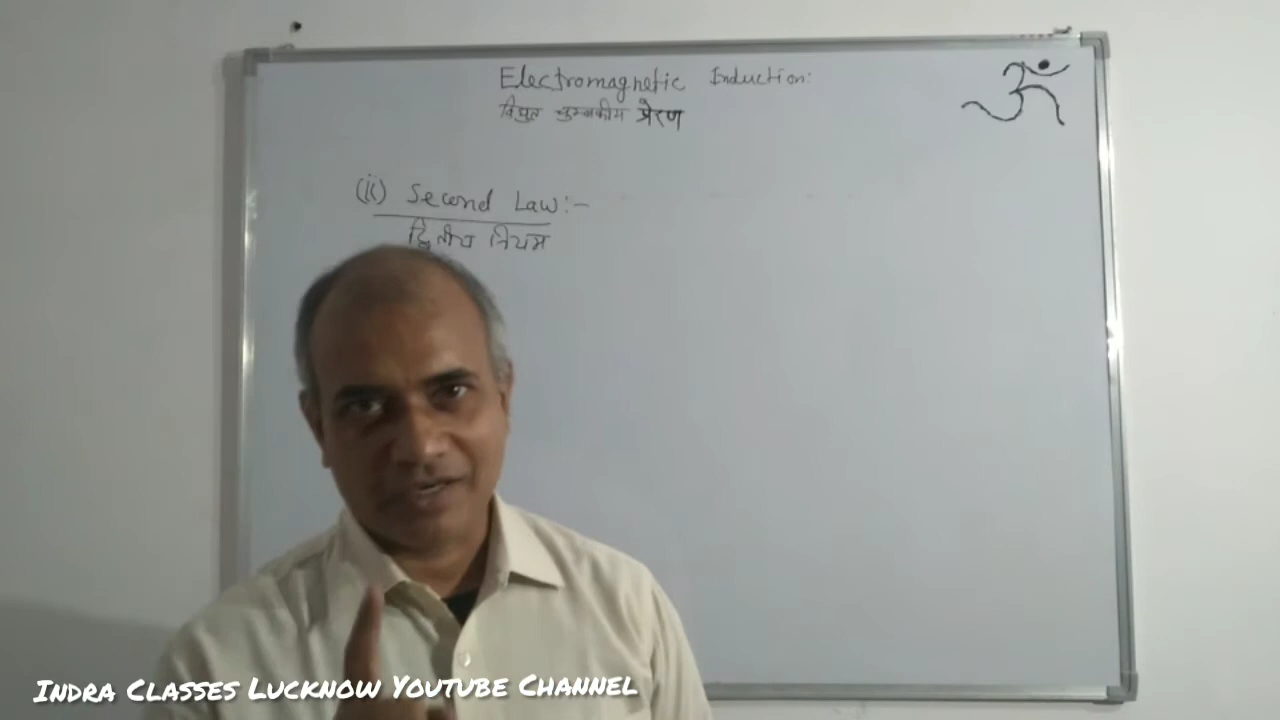 Electromagnetic Induction:
विधुत चुम्बकीय प्रेरण
ॐ
(ii) Second Law:-
द्वितीय नियम
Indra Classes Lucknow Youtube Channel